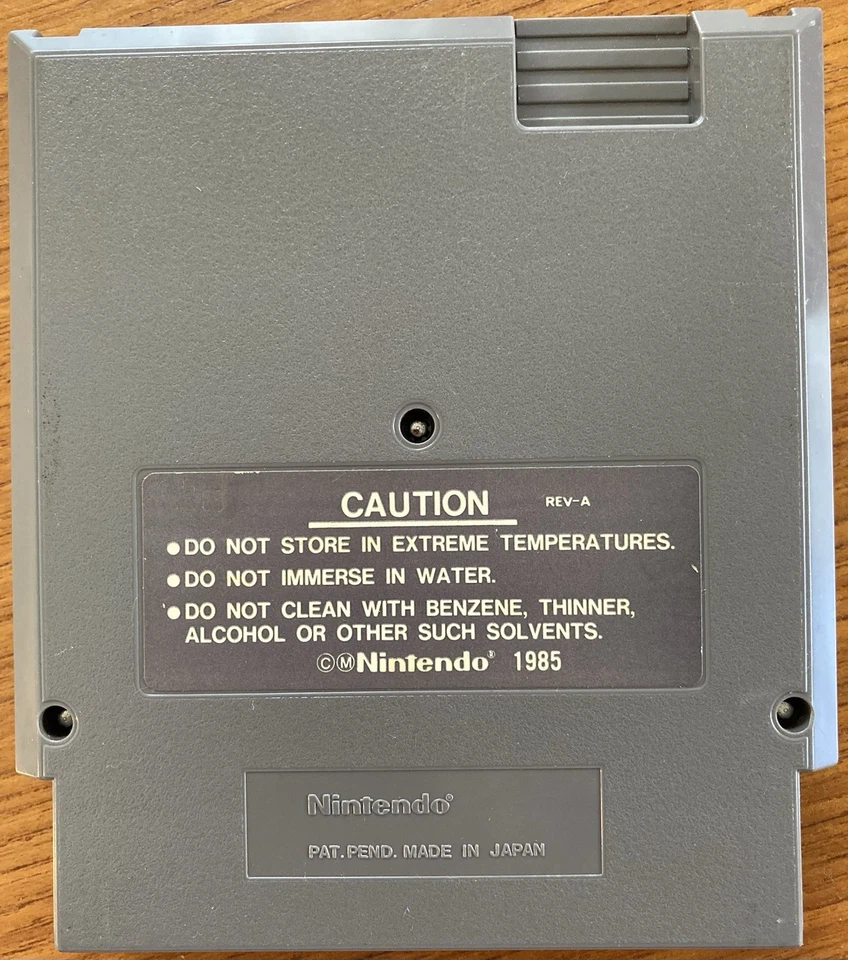 CAUTION REV-A
●DO NOT STORE IN EXTREME TEMPERATURES.
●DO NOT IMMERSE IN WATER.
●DO NOT CLEAN WITH BENZENE, THINNER,
ALCOHOL OR OTHER SUCH SOLVENTS.
ⒸⓂNintendo® 1985
Nintendo®
PAT.PEND. MADE IN JAPAN